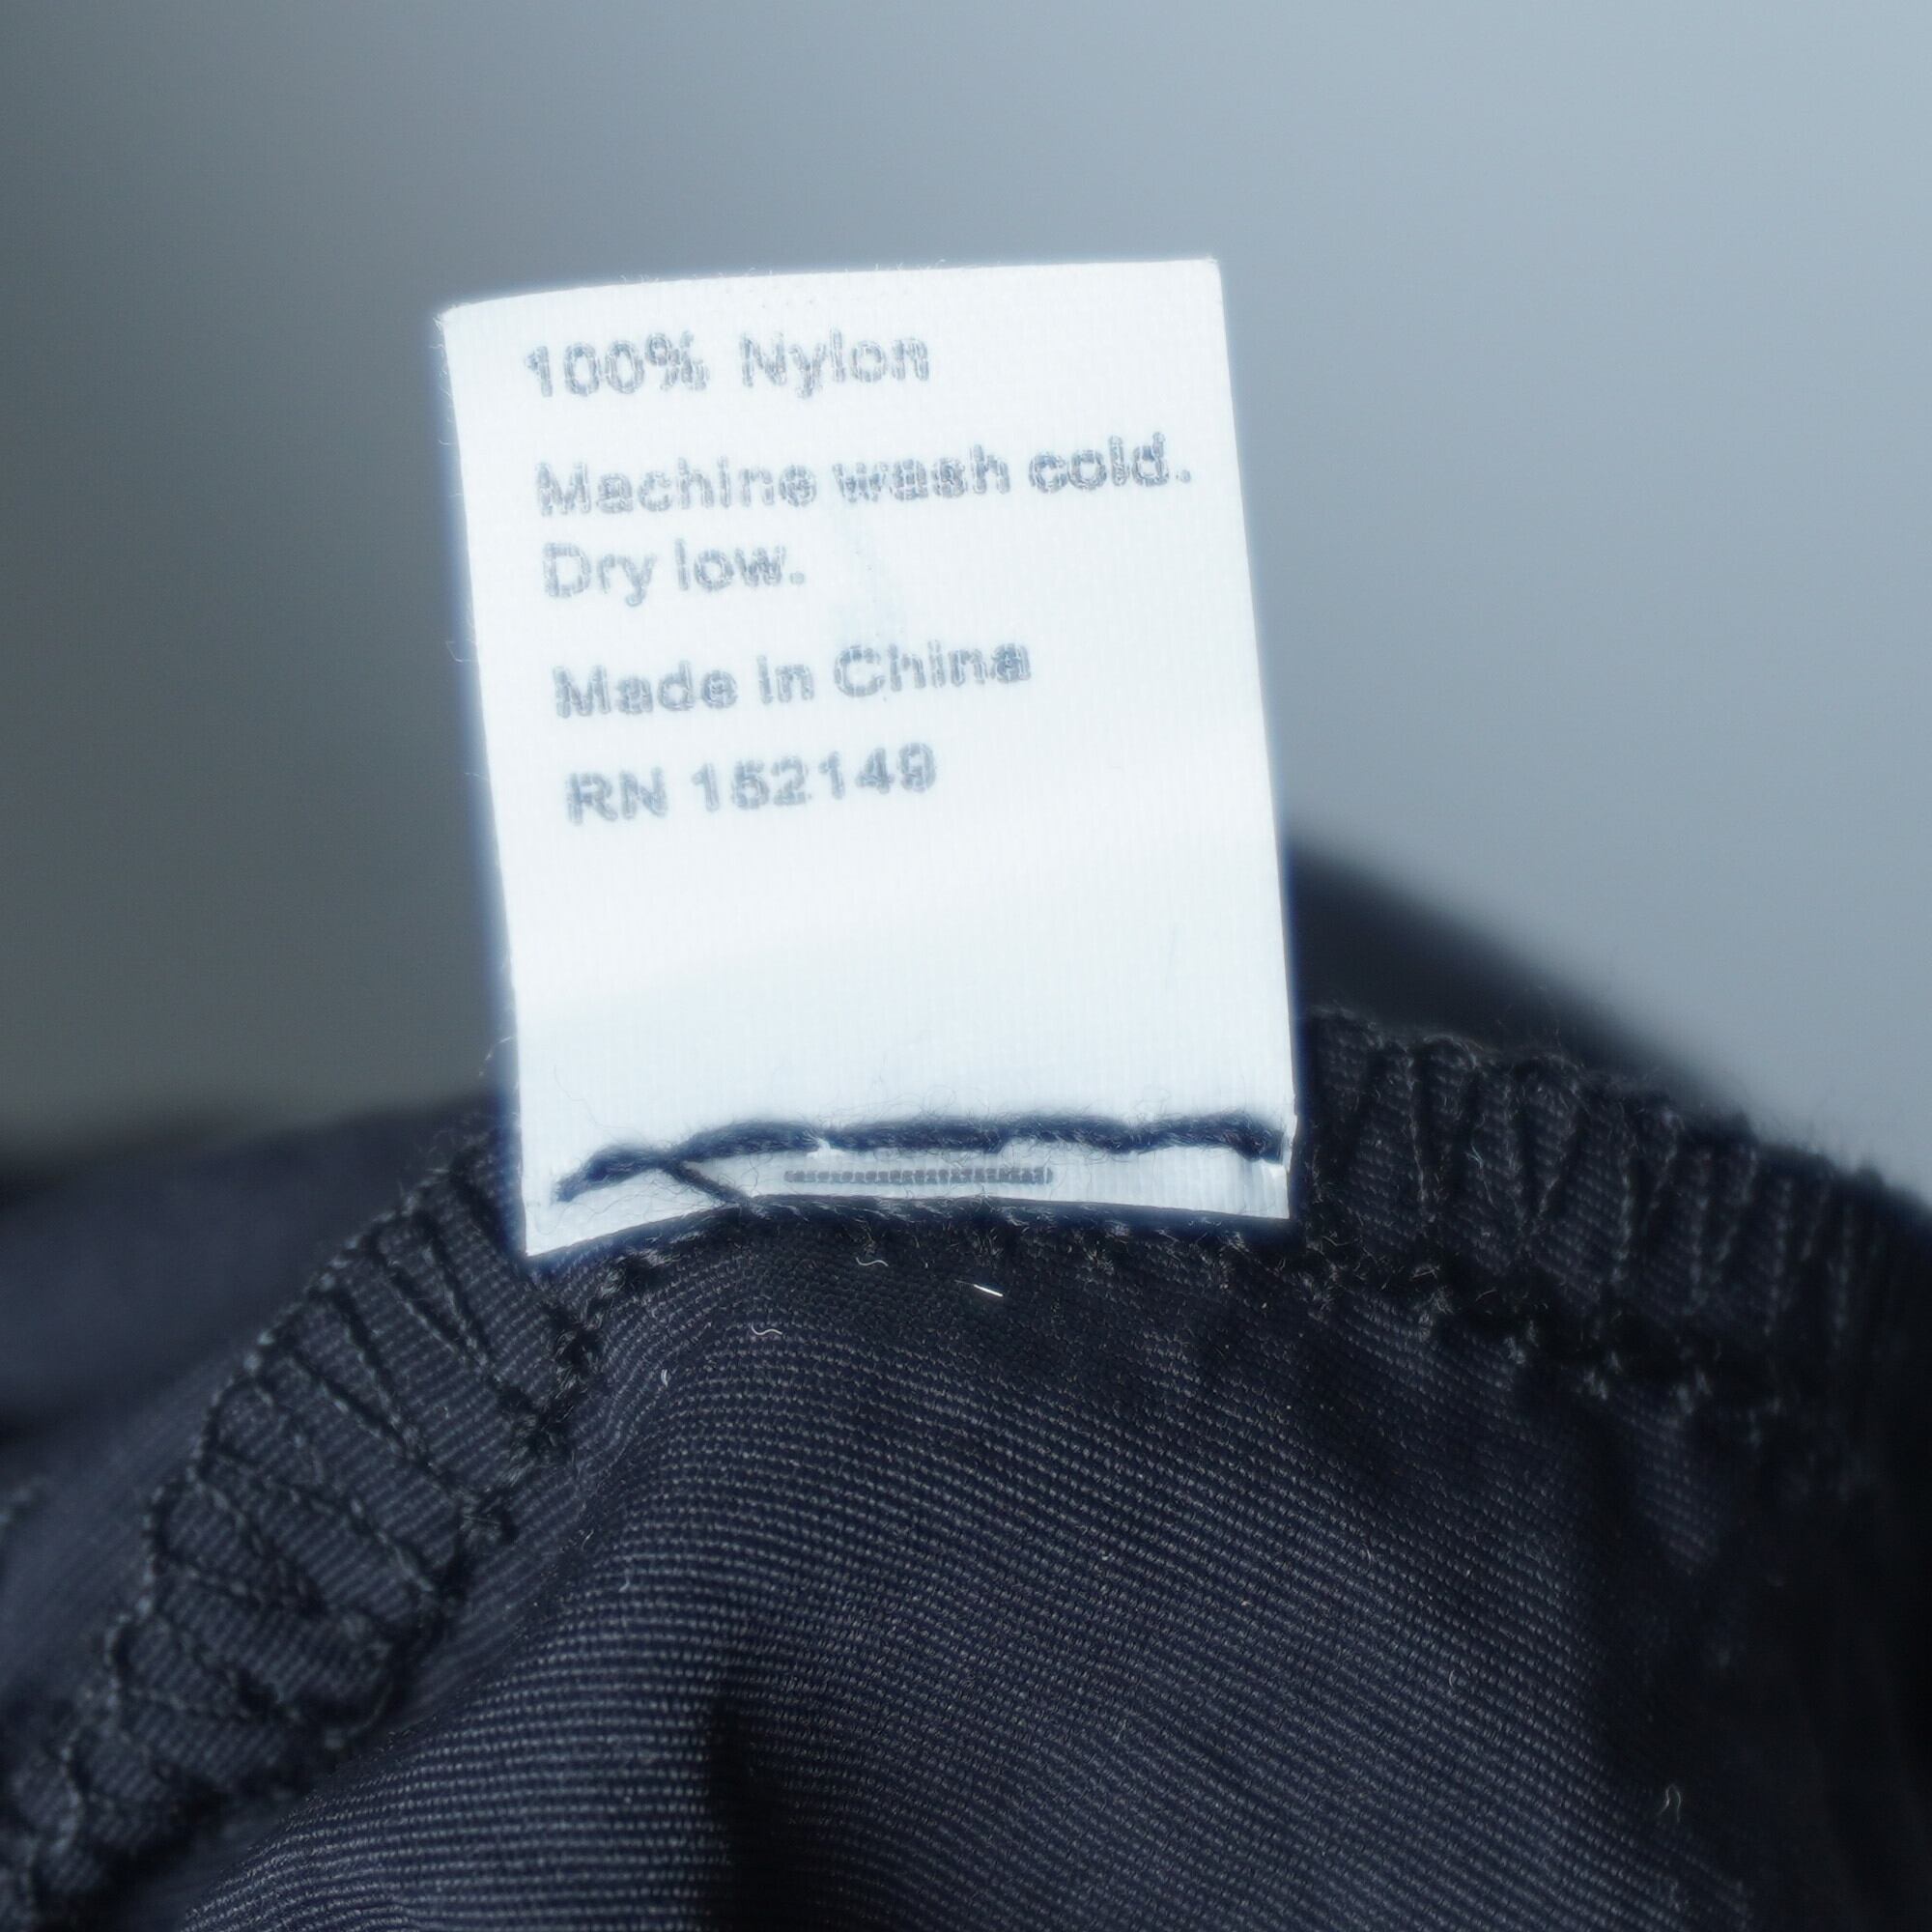 100% Nylon
Machine wash cold.
Dry low.
Made in China
RN 152149